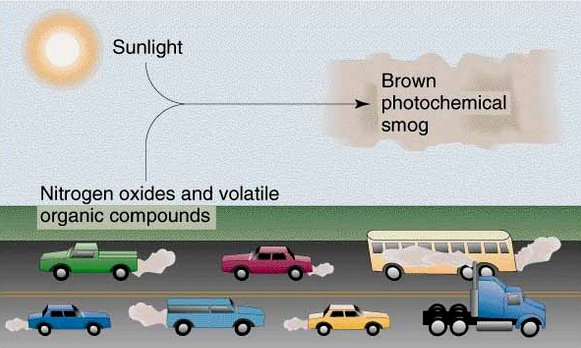 Sunlight
Brown
photochemical
smog
Nitrogen oxides and volatile
organic compounds